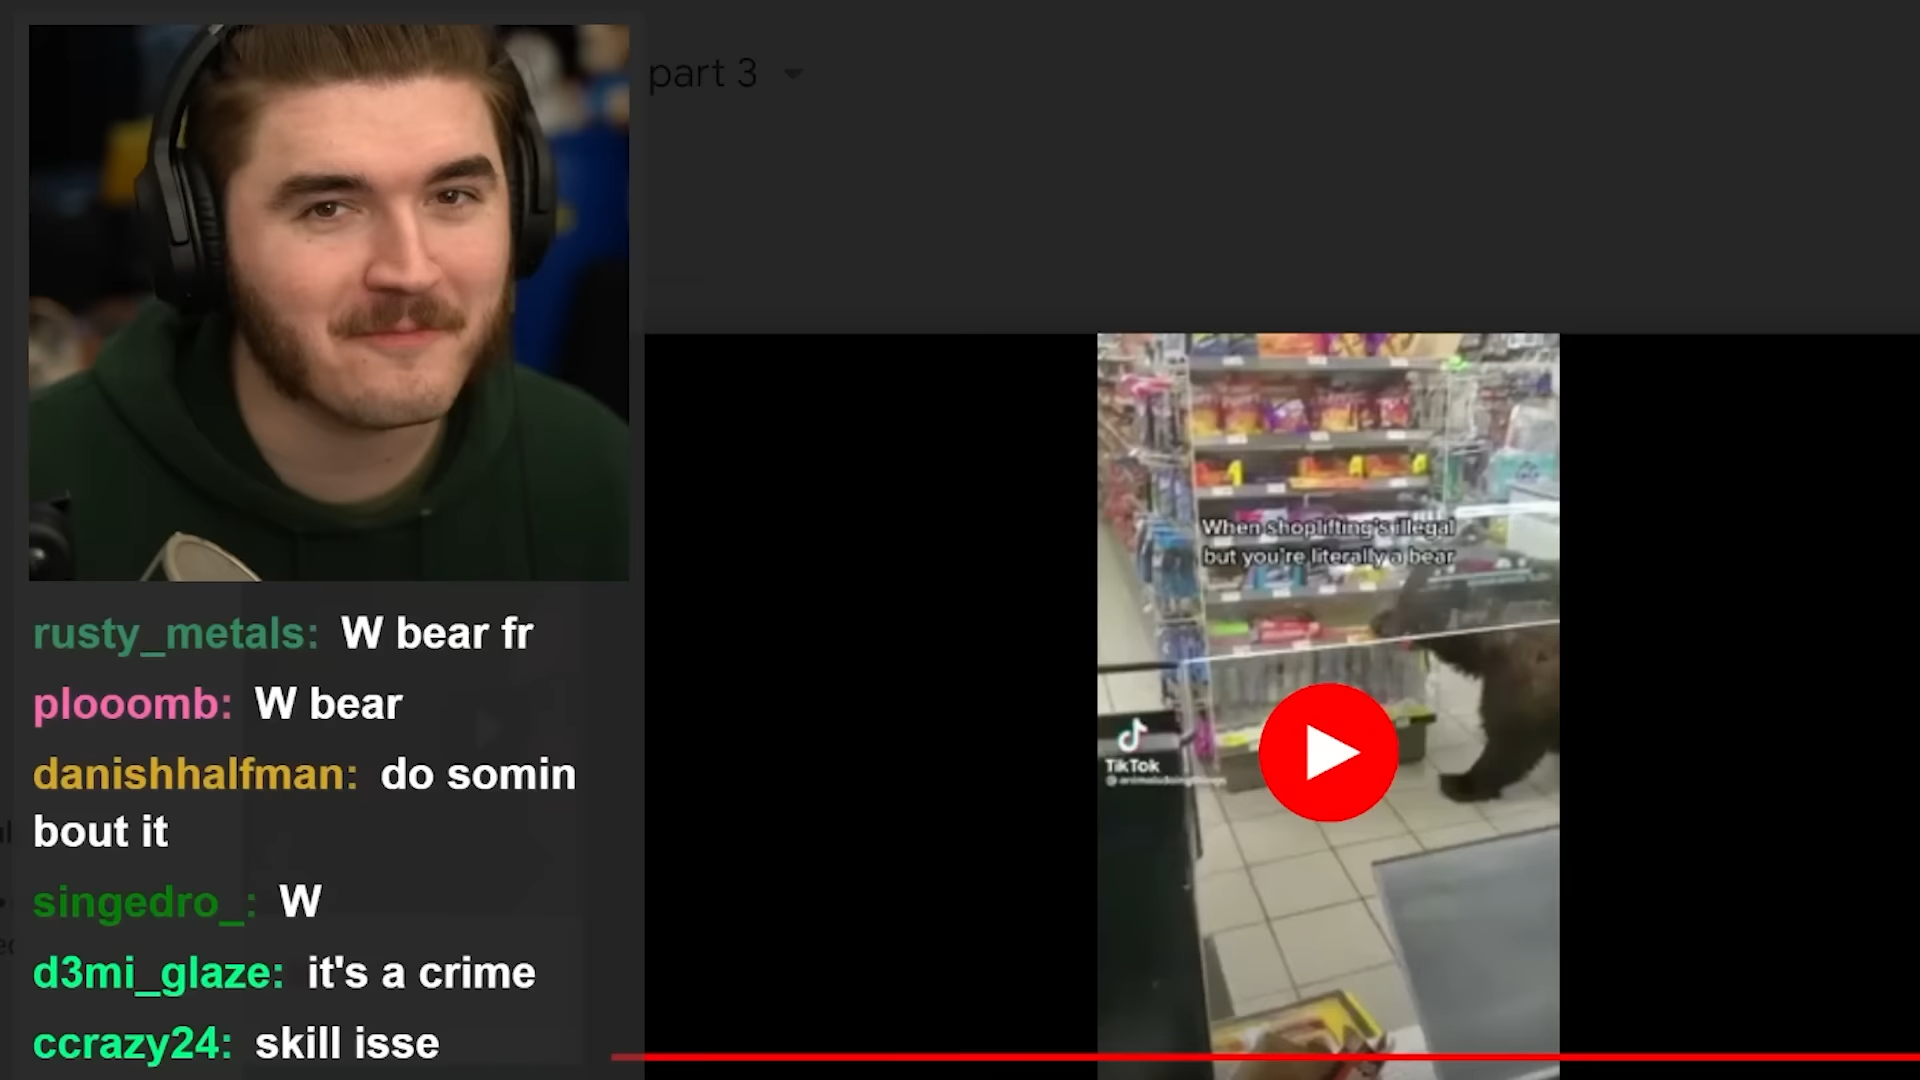 part 3
When shoplifting's illegal
but you're literally a bear
TikTok
rusty_metals: W bear fr
plooomb: W bear
danishhalfman: do somin
bout it
singedro_: W
d3mi_glaze: it's a crime
ccrazy24: skill isse